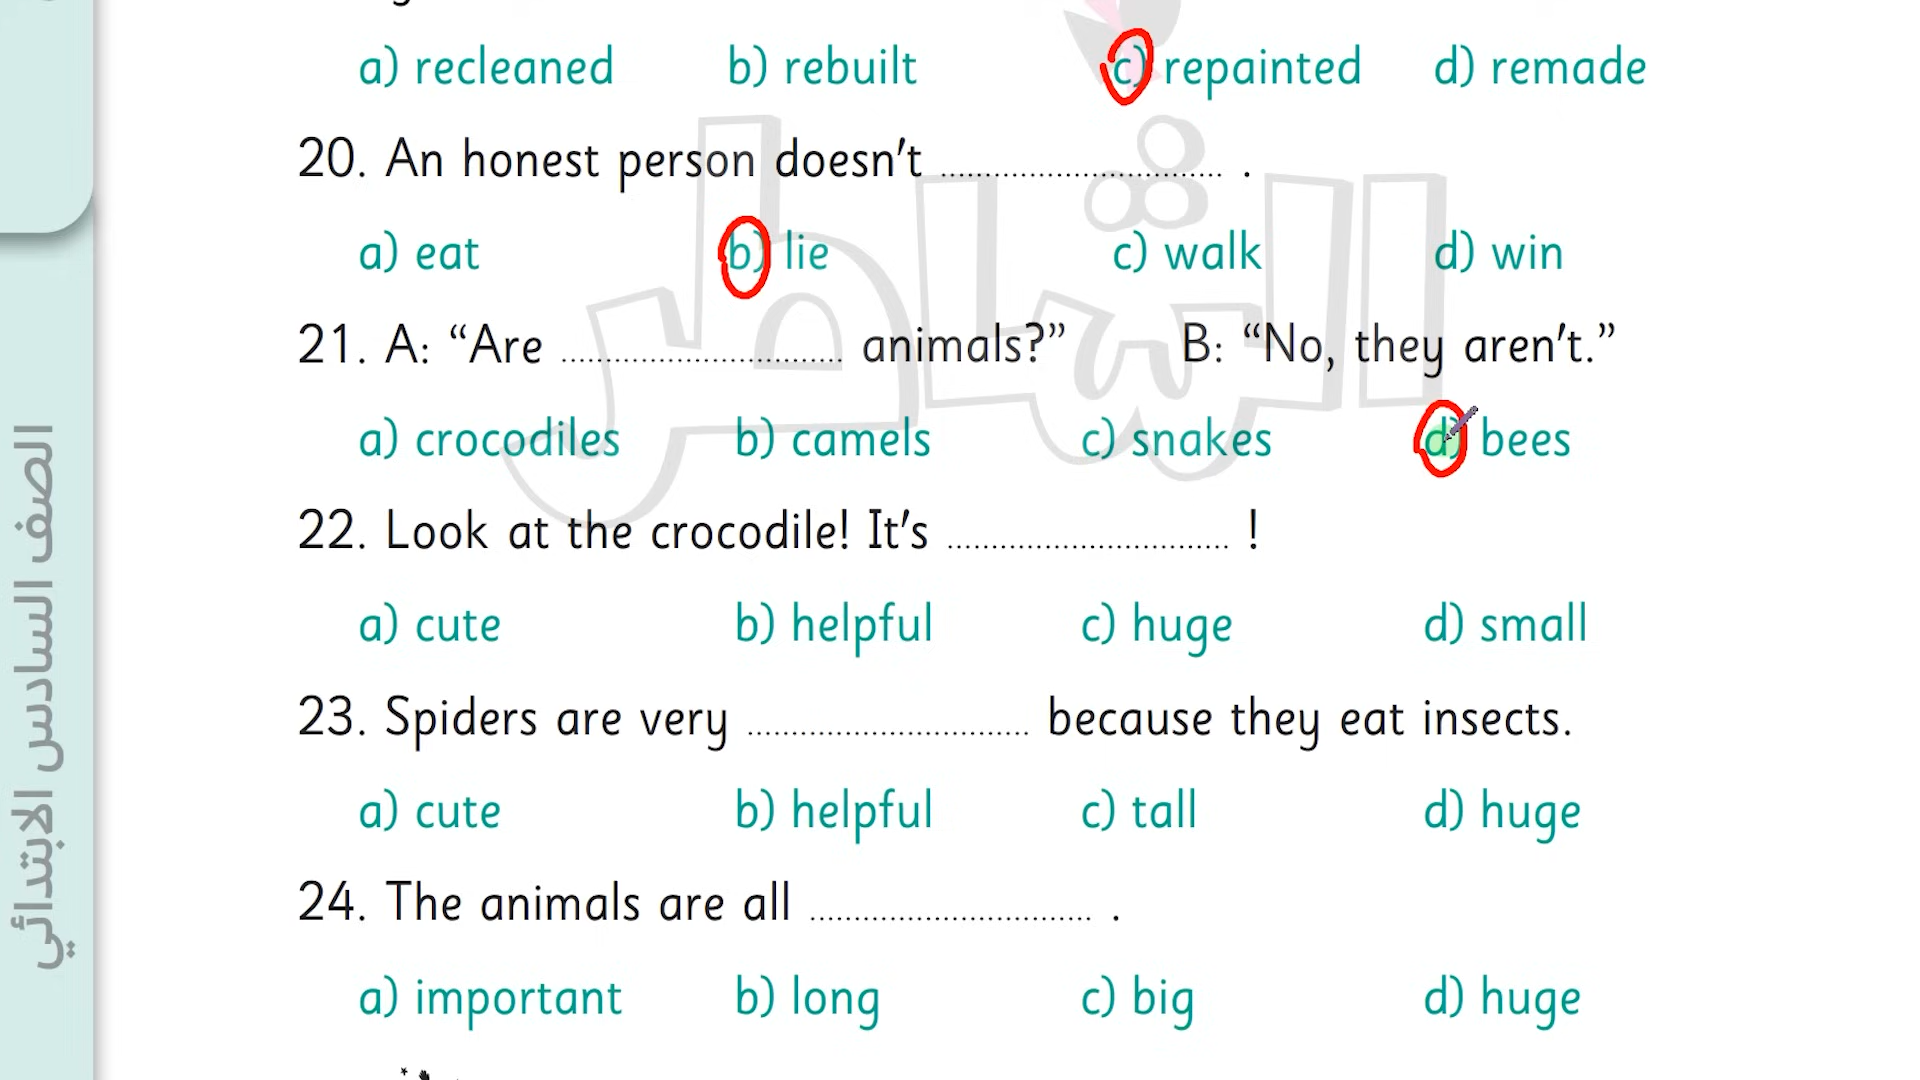 a) recleaned b) rebuilt c) repainted d) remade
20. An honest person doesn't ............................ .
a) eat b) lie c) walk d) win
21. A: “Are ............................ animals?” B: “No, they aren't.”
a) crocodiles b) camels c) snakes d) bees
22. Look at the crocodile! It's ............................ !
a) cute b) helpful c) huge d) small
23. Spiders are very ............................ because they eat insects.
a) cute b) helpful c) tall d) huge
24. The animals are all ............................ .
a) important b) long c) big d) huge
الصف السادس الابتدائي
الشاطر